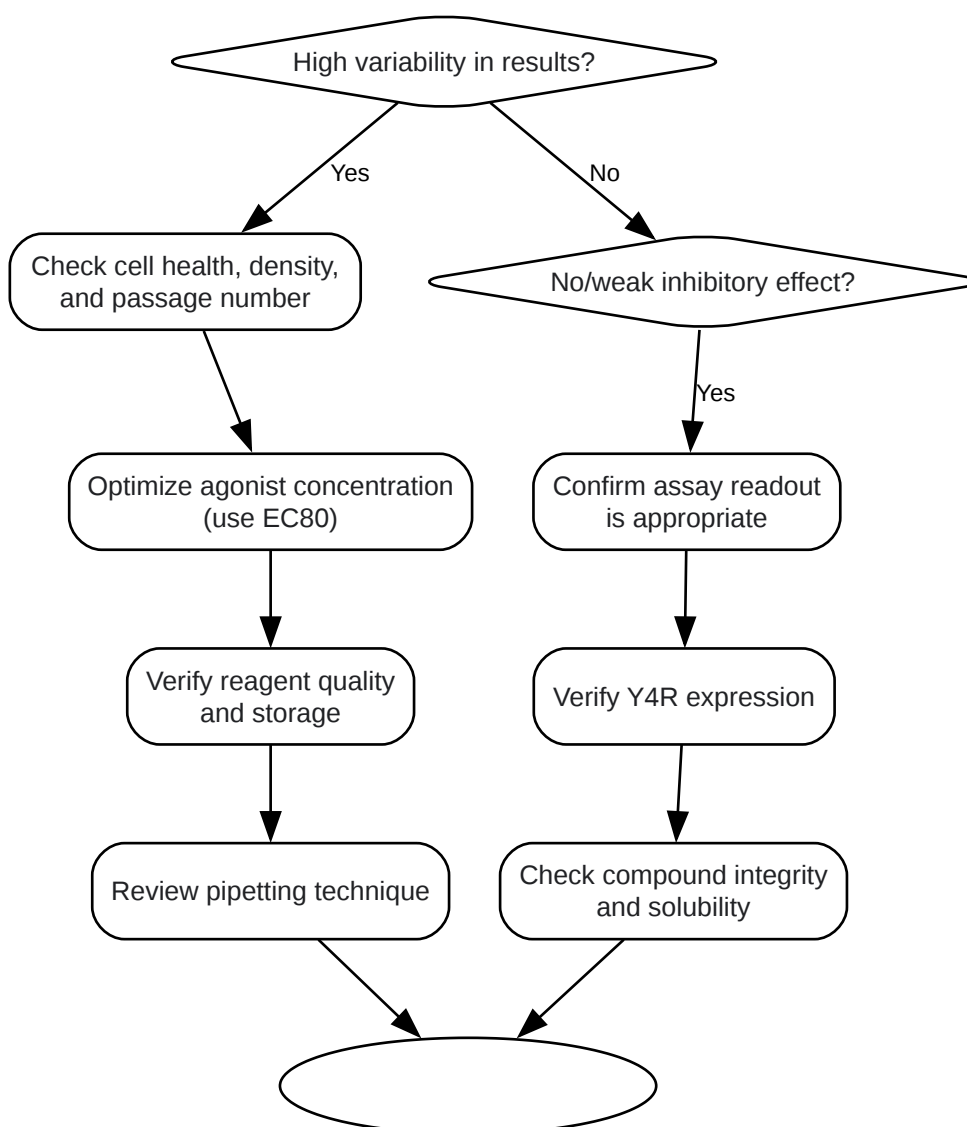 High variability in results?
Yes
No
Check cell health, density,
and passage number
No/weak inhibitory effect?
Yes
Optimize agonist concentration
(use EC80)
Confirm assay readout
is appropriate
Verify reagent quality
and storage
Verify Y4R expression
Review pipetting technique
Check compound integrity
and solubility